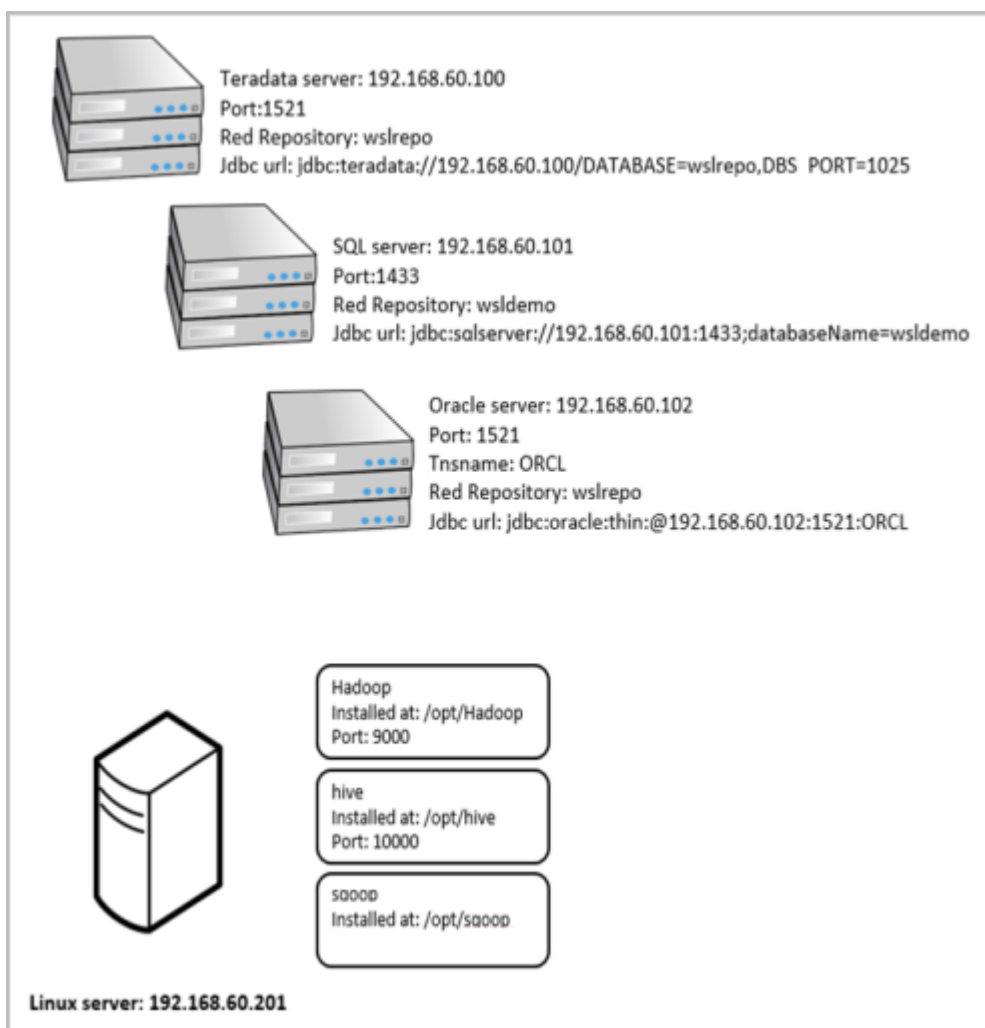 Teradata server: 192.168.60.100
Port:1521
Red Repository: wslrepo
Jdbc url: jdbc:teradata://192.168.60.100/DATABASE=wslrepo,DBS_PORT=1025
SQL server: 192.168.60.101
Port:1433
Red Repository: wsldemo
Jdbc url: jdbc:sqlserver://192.168.60.101:1433;databaseName=wsldemo
Oracle server: 192.168.60.102
Port: 1521
Tnsname: ORCL
Red Repository: wslrepo
Jdbc url: jdbc:oracle:thin:@192.168.60.102:1521:ORCL
Hadoop
Installed at: /opt/Hadoop
Port: 9000
hive
Installed at: /opt/hive
Port: 10000
sqoop
Installed at: /opt/sqoop
Linux server: 192.168.60.201